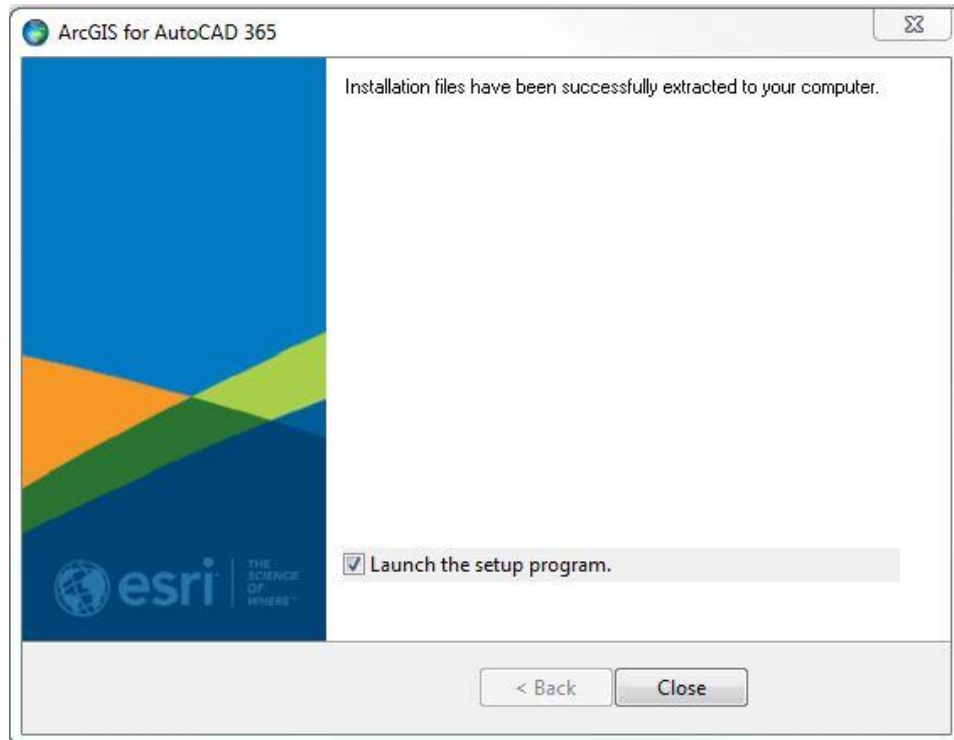 ArcGIS for AutoCAD 365
Installation files have been successfully extracted to your computer.
Launch the setup program.
esri
THE
SCIENCE
OF
WHERE™
< Back
Close